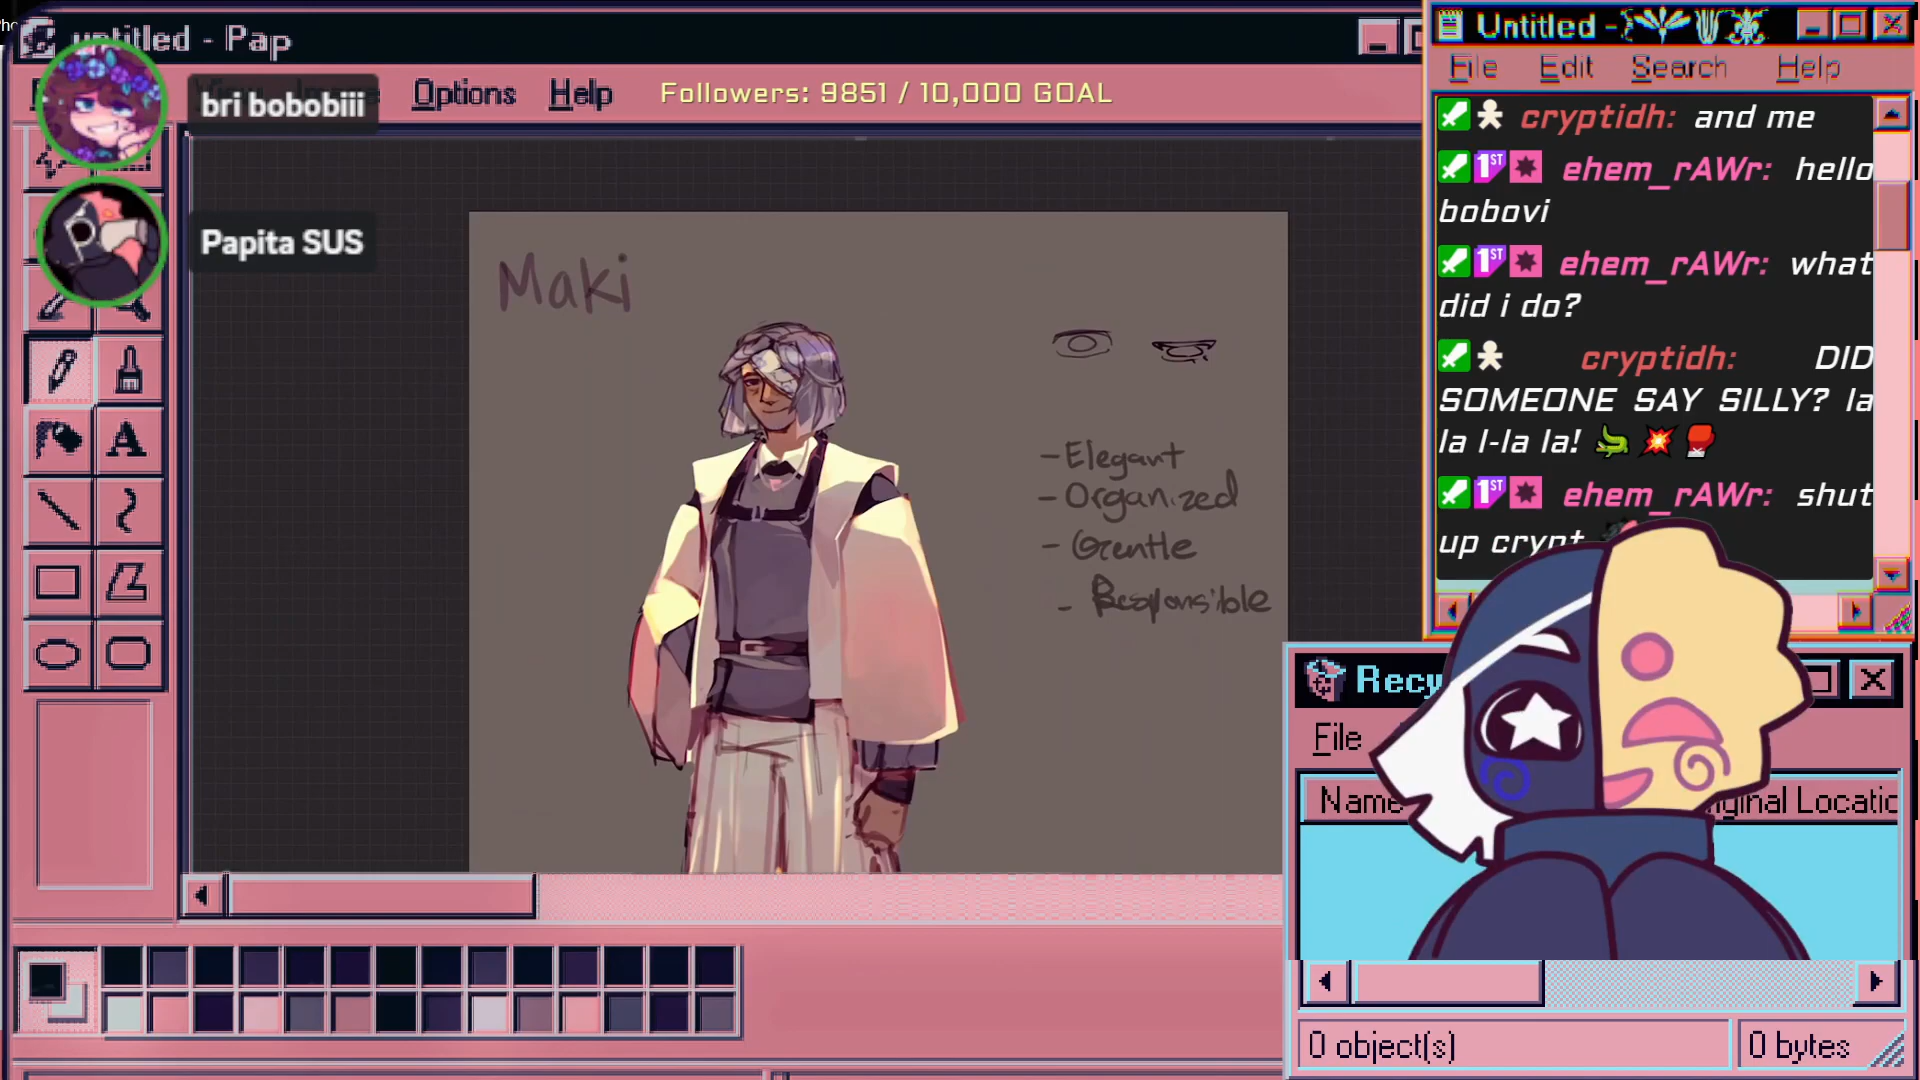 untitled - Pap
Options Help Followers: 9851 / 10,000 GOAL
bri bobobiii
Papita SUS
Maki
- Elegant
- Organized
- Gentle
- Responsible
Untitled -
File Edit Search Help
cryptidh: and me
ehem_rAWr: hello
bobovi
ehem_rAWr: what
did i do?
cryptidh: DID
SOMEONE SAY SILLY? la
la l-la la! 🐊 💥 🥊
ehem_rAWr: shut
up crypt
Recy
File
Name
iginal Locatio
0 object(s) 0 bytes